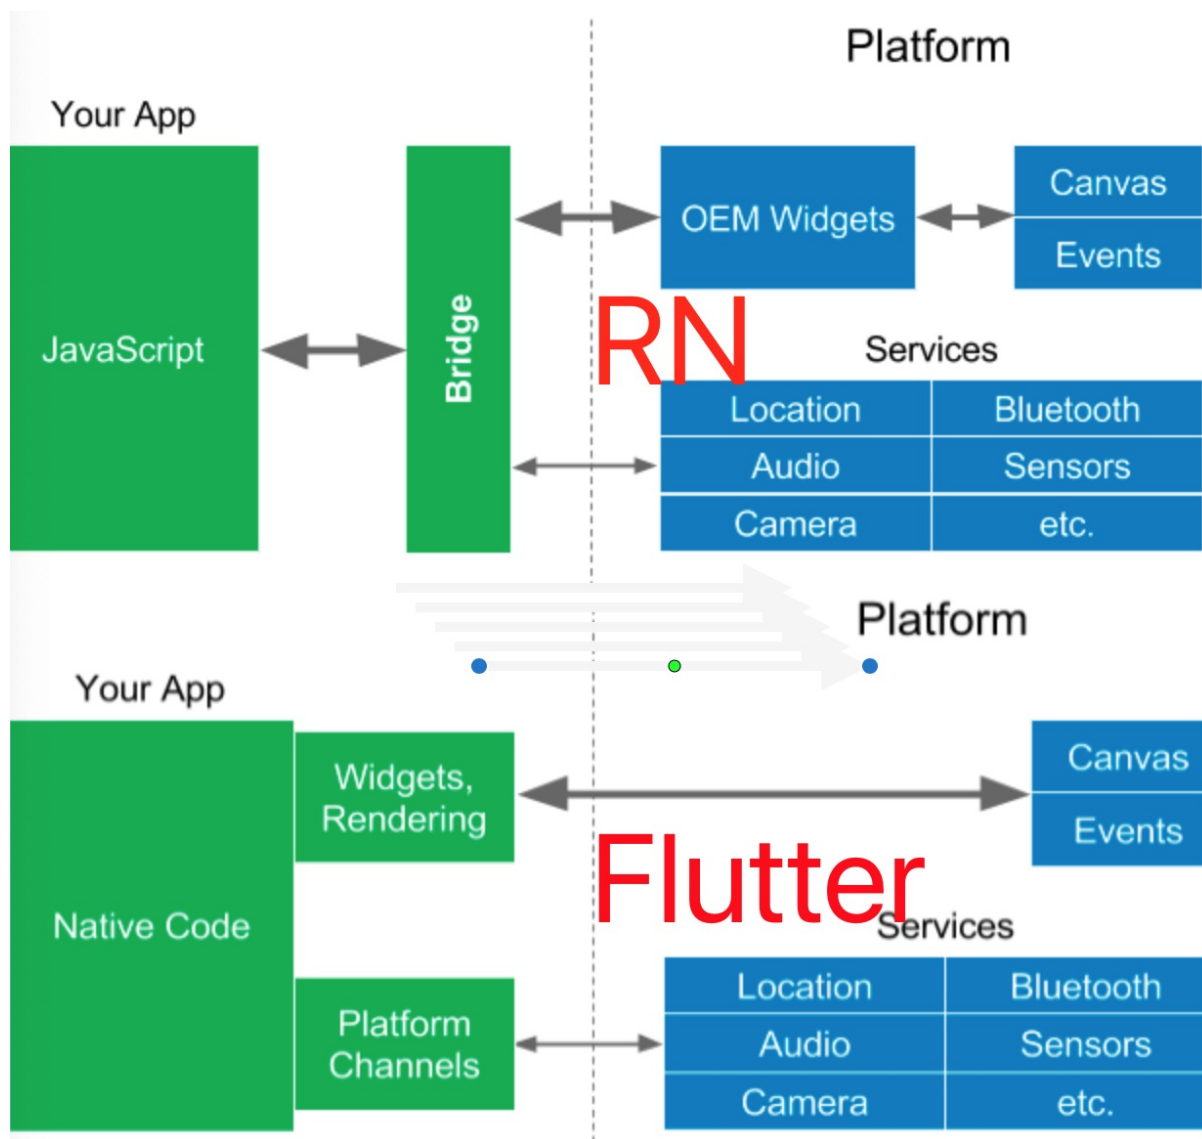 Platform
Your App
JavaScript
Bridge
OEM Widgets
Canvas
Events
RN
Services
Location
Bluetooth
Audio
Sensors
Camera
etc.
Platform
Your App
Native Code
Widgets,
Rendering
Canvas
Events
Flutter
Services
Platform
Channels
Location
Bluetooth
Audio
Sensors
Camera
etc.